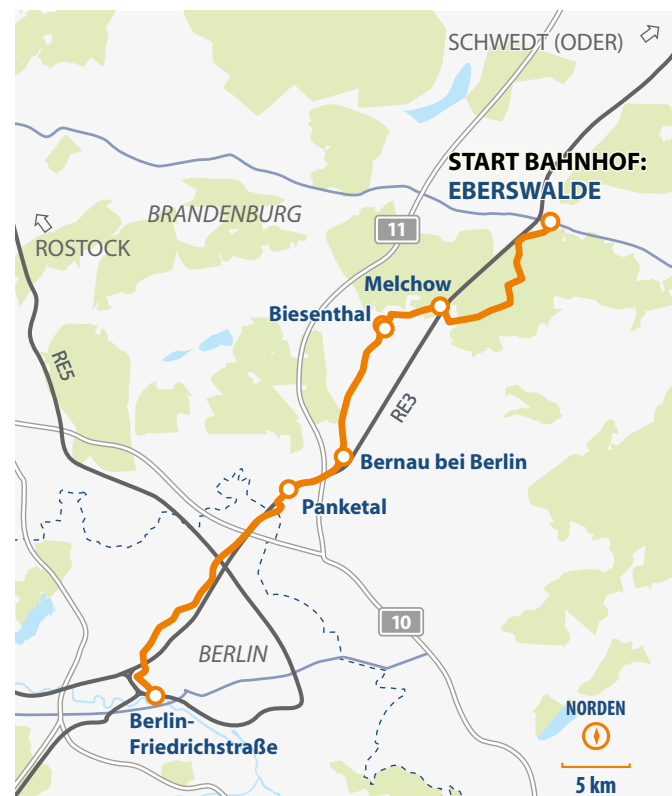 SCHWEDT (ODER)
START BAHNHOF:
EBERSWALDE
BRANDENBURG
11
ROSTOCK
Melchow
Biesenthal
RE5
RE3
Bernau bei Berlin
Panketal
10
BERLIN
NORDEN
Berlin-
Friedrichstraße
5 km